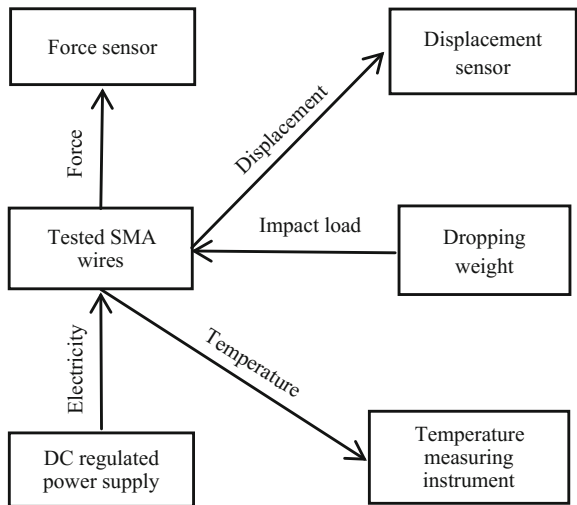 Force sensor
Displacement
sensor
Displacement
Force
Tested SMA
wires
Impact load
Dropping
weight
Electricity
Temperature
DC regulated
power supply
Temperature
measuring
instrument